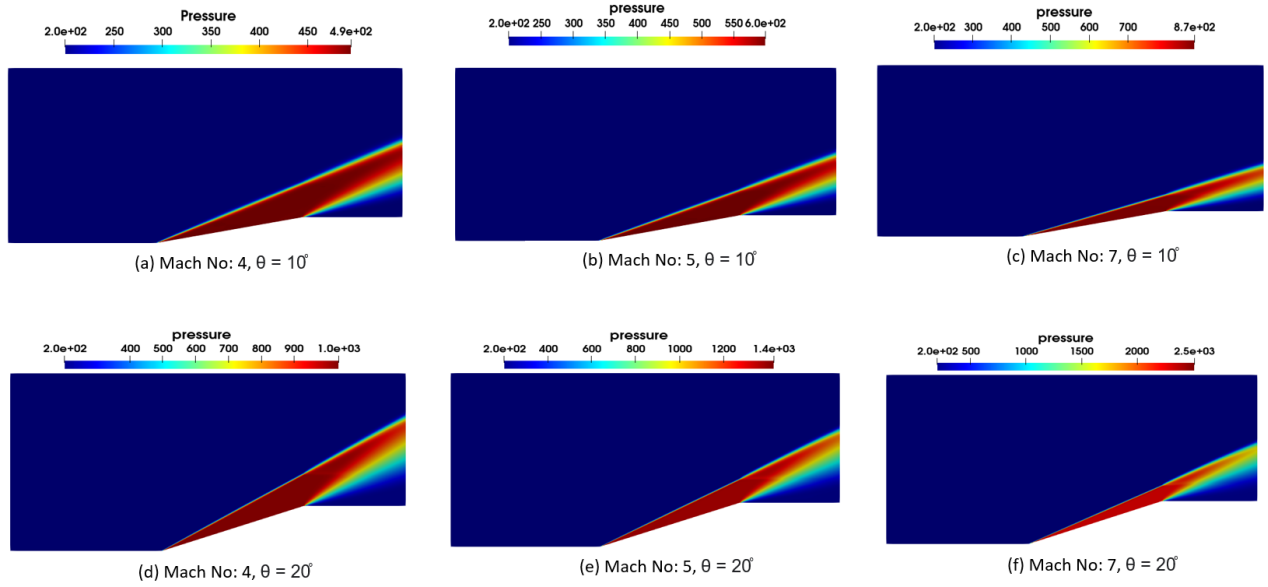 Pressure
2.0e+02 250 300 350 400 450 4.9e+02
pressure
2.0e+02 250 300 350 400 450 500 550 6.0e+02
pressure
2.0e+02 300 400 500 600 700 8.7e+02
(a) Mach No: 4, θ = 10°
(b) Mach No: 5, θ = 10°
(c) Mach No: 7, θ = 10°
pressure
2.0e+02 400 500 600 700 800 900 1.0e+03
pressure
2.0e+02 400 600 800 1000 1200 1.4e+03
pressure
2.0e+02 500 1000 1500 2000 2.5e+03
(d) Mach No: 4, θ = 20°
(e) Mach No: 5, θ = 20°
(f) Mach No: 7, θ = 20°